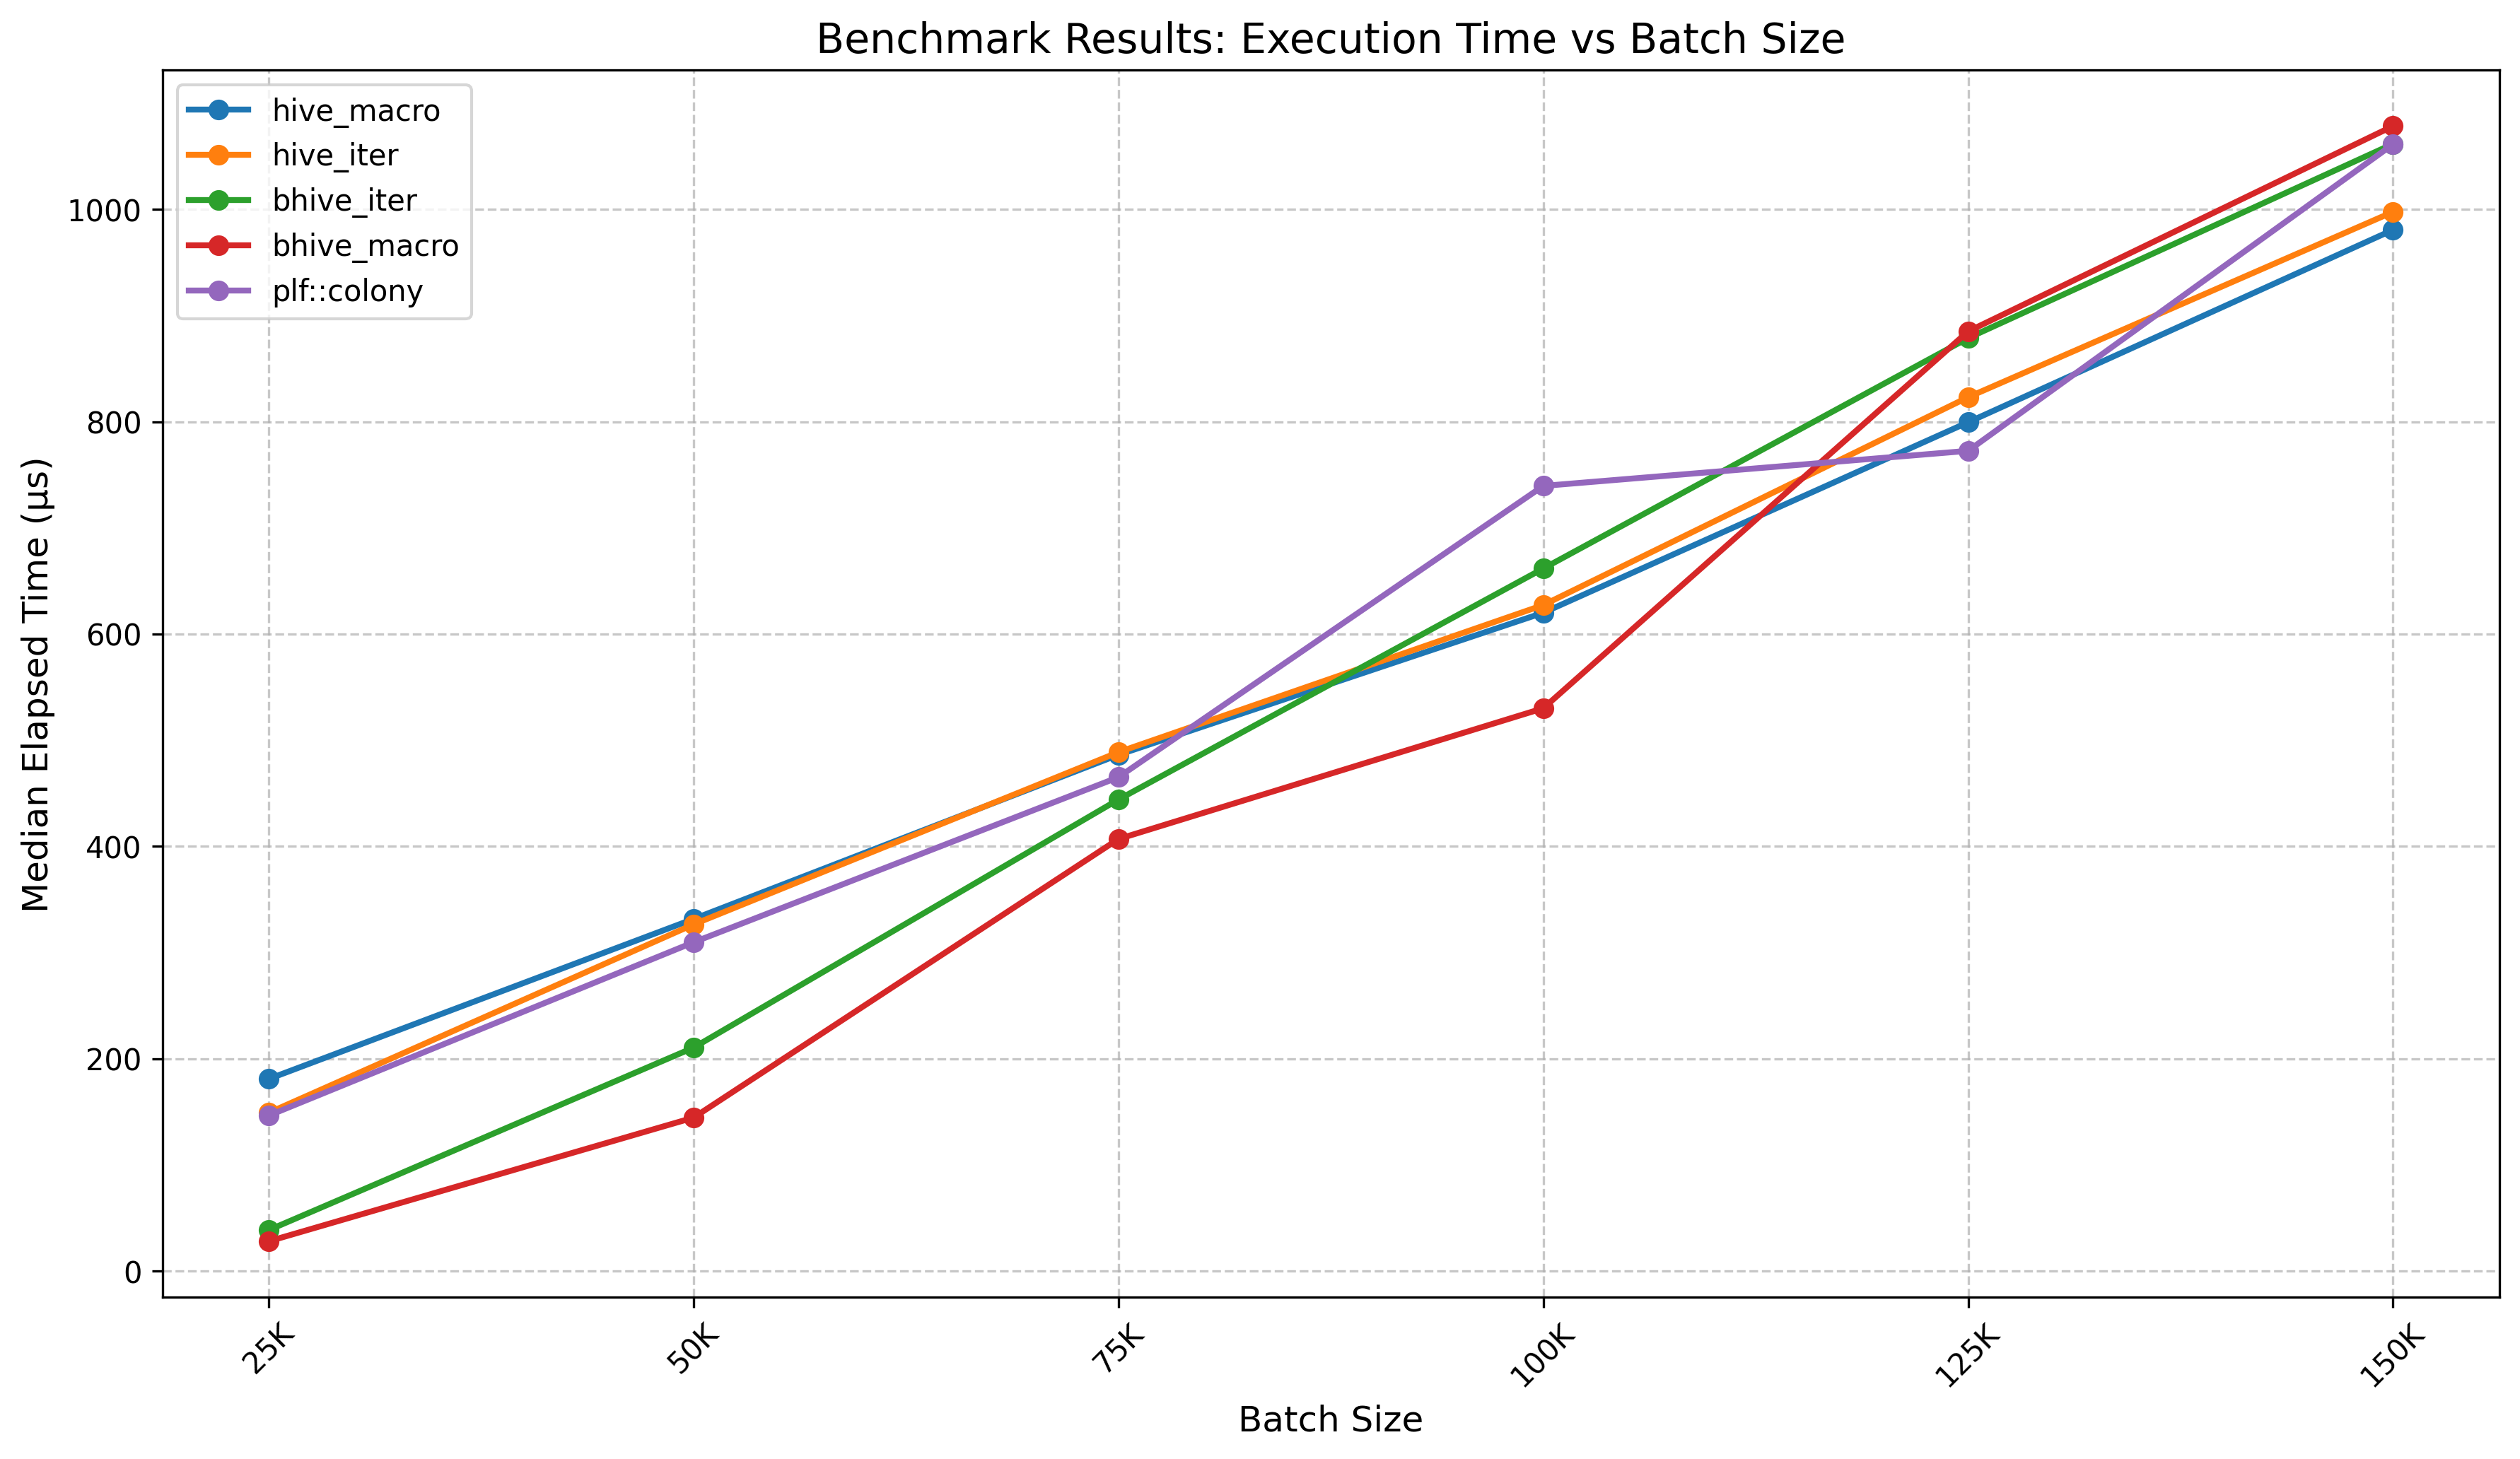 Benchmark Results: Execution Time vs Batch Size
hive_macro
hive_iter
bhive_iter
bhive_macro
plf::colony
Median Elapsed Time (µs)
1000
800
600
400
200
0
25K
50K
75K
100K
125K
150K
Batch Size